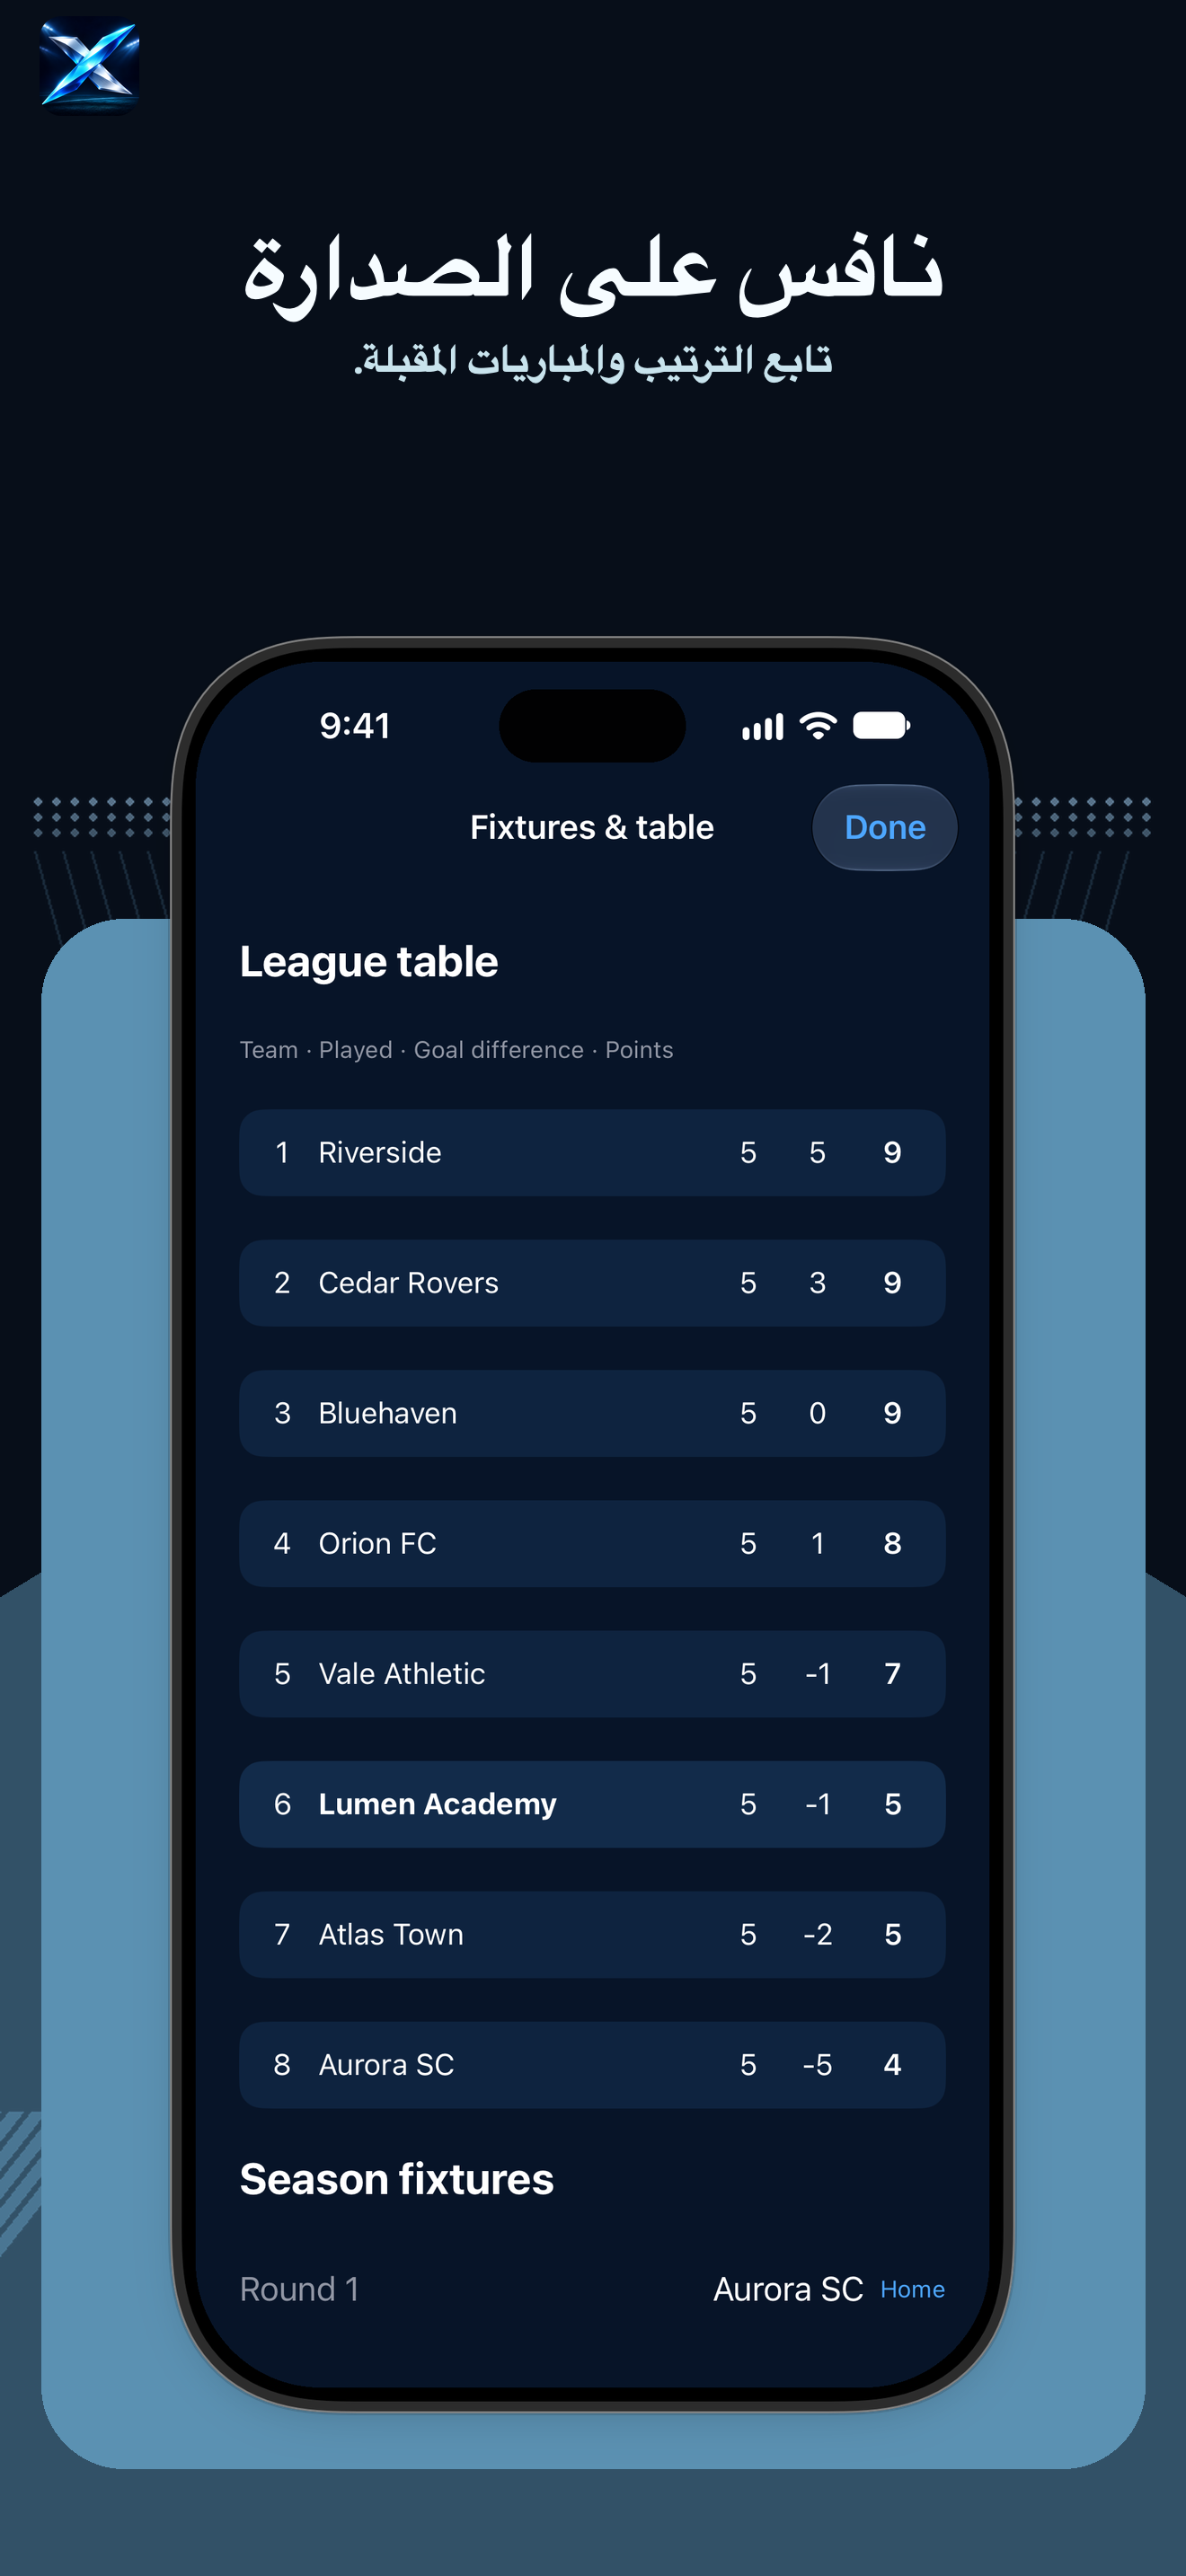 نافس على الصدارة
تابع الترتيب والمباريات المقبلة.
9:41
Fixtures & table
Done
League table
Team · Played · Goal difference · Points
1 Riverside 5 5 9
2 Cedar Rovers 5 3 9
3 Bluehaven 5 0 9
4 Orion FC 5 1 8
5 Vale Athletic 5 -1 7
6 Lumen Academy 5 -1 5
7 Atlas Town 5 -2 5
8 Aurora SC 5 -5 4
Season fixtures
Round 1 Aurora SC Home